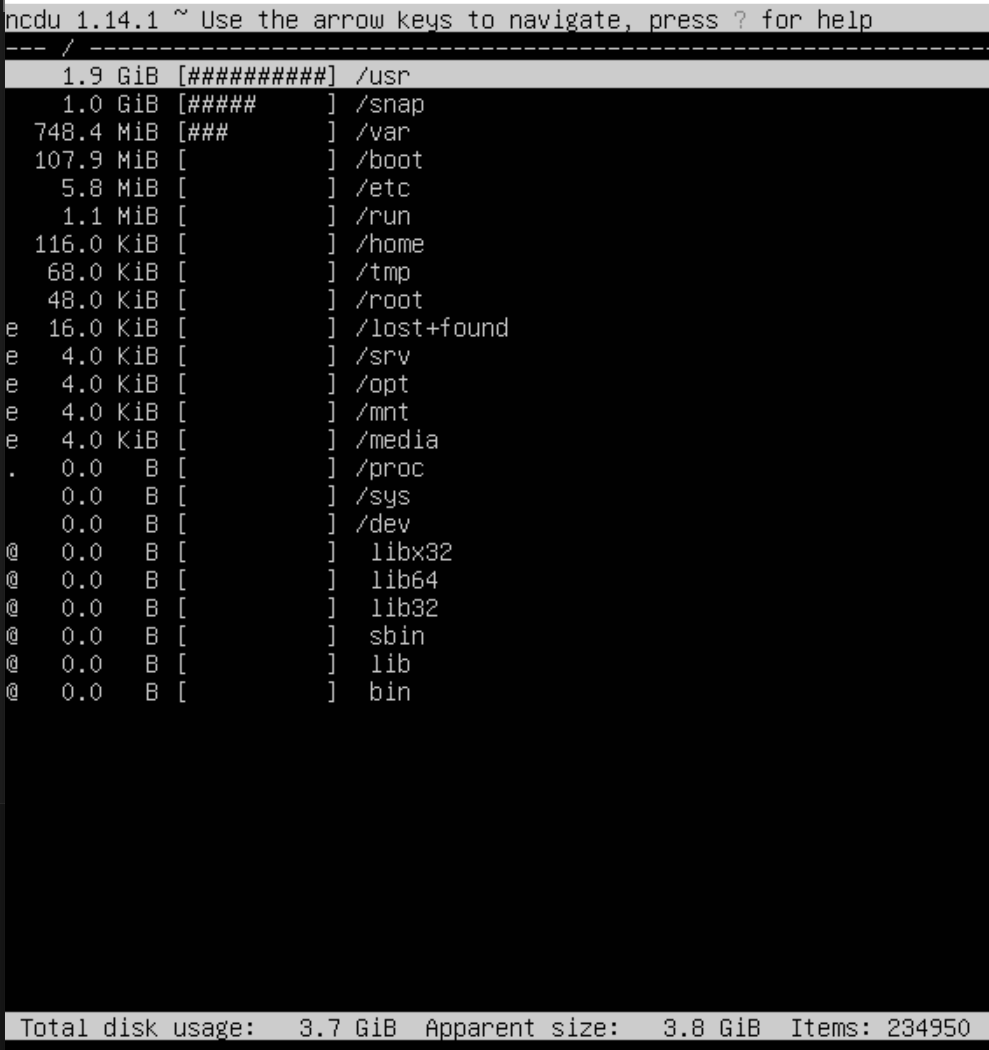 ncdu 1.14.1 ~ Use the arrow keys to navigate, press ? for help
--- / ----------------------------------------------------------------
    1.9 GiB [##########] /usr
    1.0 GiB [#####     ] /snap
  748.4 MiB [###       ] /var
  107.9 MiB [          ] /boot
    5.8 MiB [          ] /etc
    1.1 MiB [          ] /run
  116.0 KiB [          ] /home
   68.0 KiB [          ] /tmp
   48.0 KiB [          ] /root
e  16.0 KiB [          ] /lost+found
e   4.0 KiB [          ] /srv
e   4.0 KiB [          ] /opt
e   4.0 KiB [          ] /mnt
e   4.0 KiB [          ] /media
.   0.0   B [          ] /proc
    0.0   B [          ] /sys
    0.0   B [          ] /dev
@   0.0   B [          ]  libx32
@   0.0   B [          ]  lib64
@   0.0   B [          ]  lib32
@   0.0   B [          ]  sbin
@   0.0   B [          ]  lib
@   0.0   B [          ]  bin
Total disk usage:   3.7 GiB  Apparent size:   3.8 GiB  Items: 234950